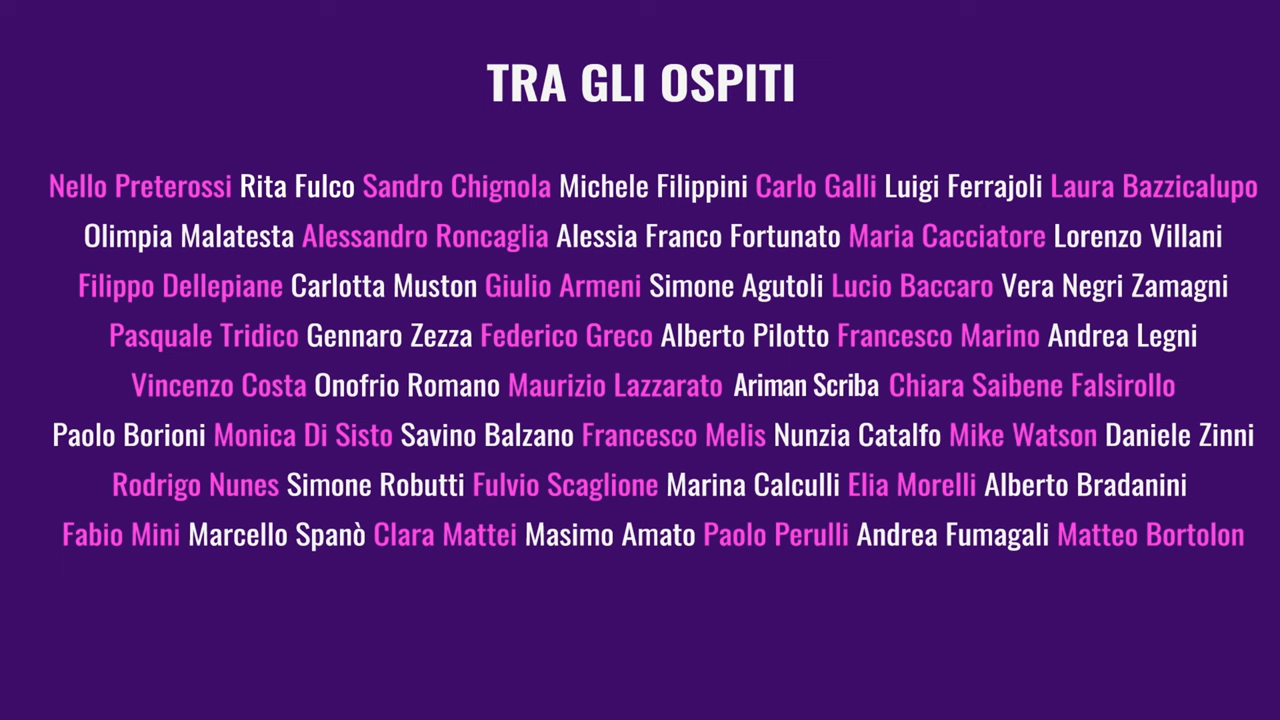 TRA GLI OSPITI
Nello Preterossi Rita Fulco Sandro Chignola Michele Filippini Carlo Galli Luigi Ferrajoli Laura Bazzicalupo
Olimpia Malatesta Alessandro Roncaglia Alessia Franco Fortunato Maria Cacciatore Lorenzo Villani
Filippo Dellepiane Carlotta Muston Giulio Armeni Simone Agutoli Lucio Baccaro Vera Negri Zamagni
Pasquale Tridico Gennaro Zezza Federico Greco Alberto Pilotto Francesco Marino Andrea Legni
Vincenzo Costa Onofrio Romano Maurizio Lazzarato Ariman Scriba Chiara Saibene Falsirollo
Paolo Borioni Monica Di Sisto Savino Balzano Francesco Melis Nunzia Catalfo Mike Watson Daniele Zinni
Rodrigo Nunes Simone Robutti Fulvio Scaglione Marina Calculli Elia Morelli Alberto Bradanini
Fabio Mini Marcello Spanò Clara Mattei Masimo Amato Paolo Perulli Andrea Fumagali Matteo Bortolon